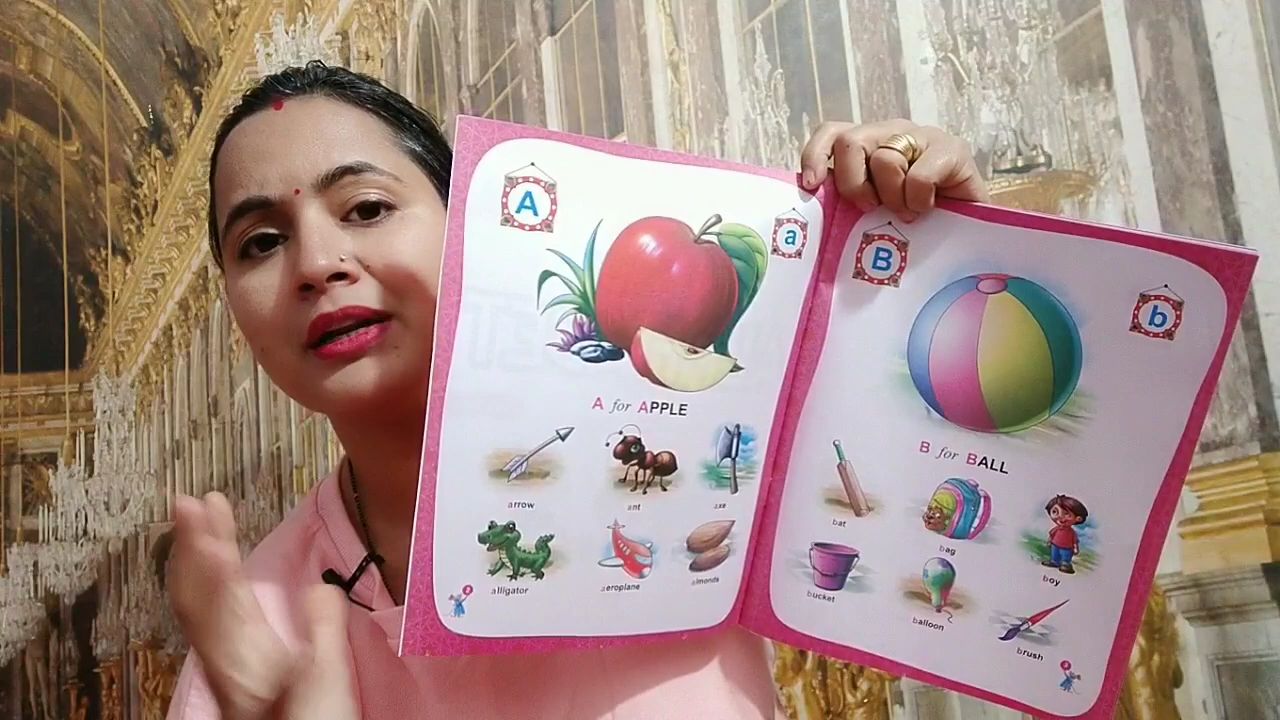 A
a
A for APPLE
arrow
ant
axe
alligator
aeroplane
almonds
B
b
B for BALL
bat
bag
boy
bucket
balloon
brush